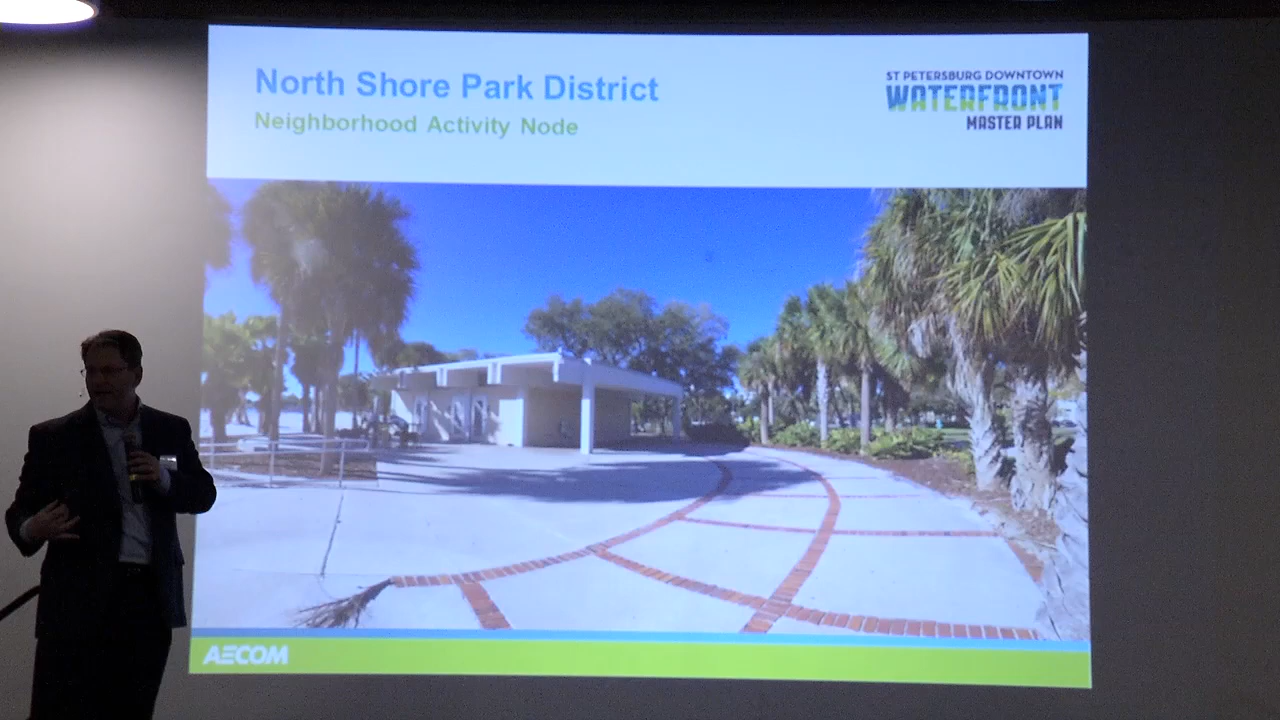 North Shore Park District
Neighborhood Activity Node
ST PETERSBURG DOWNTOWN
WATERFRONT
MASTER PLAN
AECOM